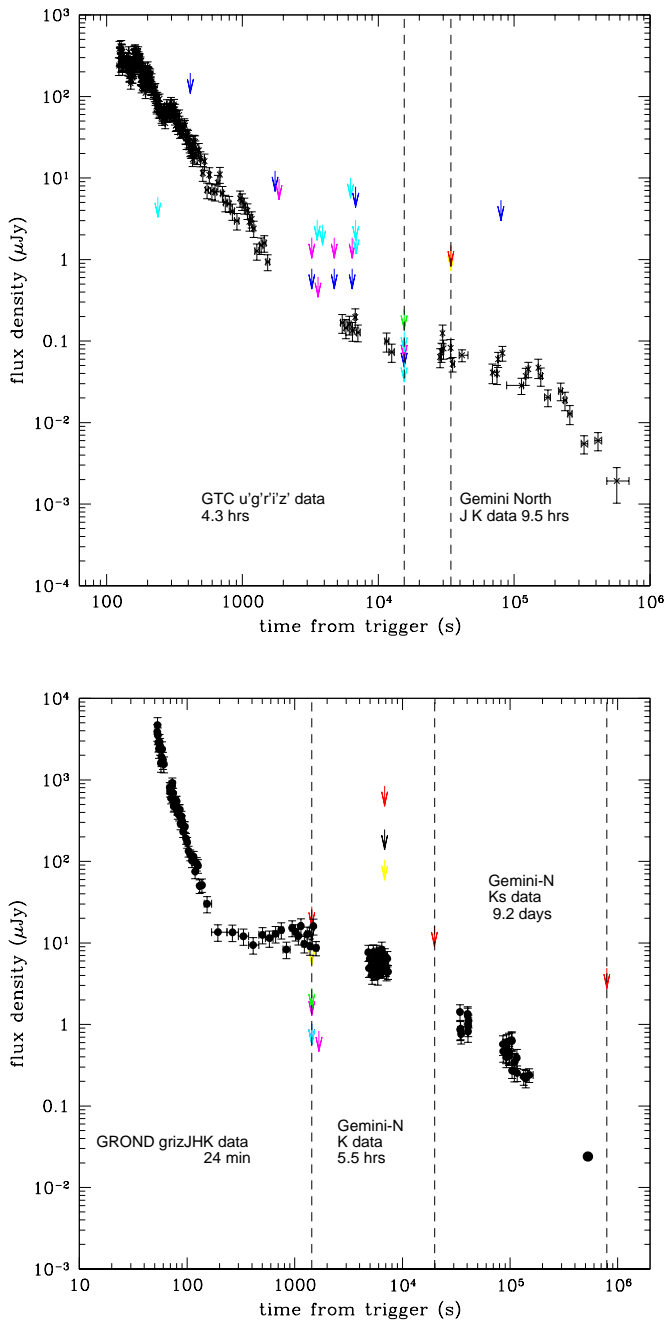 10³
10²
10¹
1
0.1
10⁻²
10⁻³
10⁻⁴
flux density (μJy)
GTC u'g'r'i'z' data
4.3 hrs
Gemini North
J K data 9.5 hrs
100
1000
10⁴
10⁵
10⁶
time from trigger (s)
10⁴
10³
10²
10¹
1
0.1
10⁻²
10⁻³
flux density (μJy)
Gemini-N
Ks data
9.2 days
GROND grizJHK data
24 min
Gemini-N
K data
5.5 hrs
10
100
1000
10⁴
10⁵
10⁶
time from trigger (s)